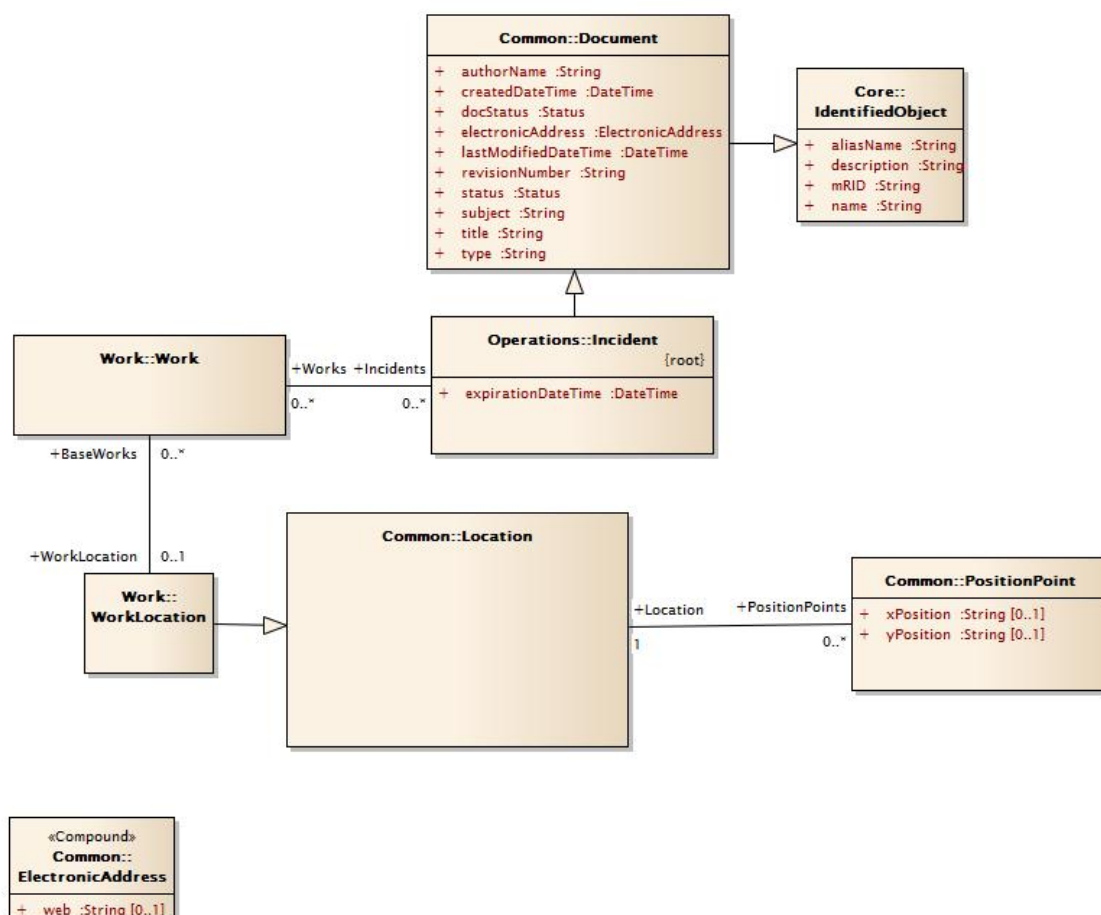 Common::Document
+ authorName :String
+ createdDateTime :DateTime
+ docStatus :Status
+ electronicAddress :ElectronicAddress
+ lastModifiedDateTime :DateTime
+ revisionNumber :String
+ status :Status
+ subject :String
+ title :String
+ type :String
Core::
IdentifiedObject
+ aliasName :String
+ description :String
+ mRID :String
+ name :String
Work::Work
+Works +Incidents
0..* 0..*
Operations::Incident
{root}
+ expirationDateTime :DateTime
+BaseWorks 0..*
+WorkLocation 0..1
Work::
WorkLocation
Common::Location
+Location +PositionPoints
1 0..*
Common::PositionPoint
+ xPosition :String [0..1]
+ yPosition :String [0..1]
«Compound»
Common::
ElectronicAddress
+ web :String [0..1]